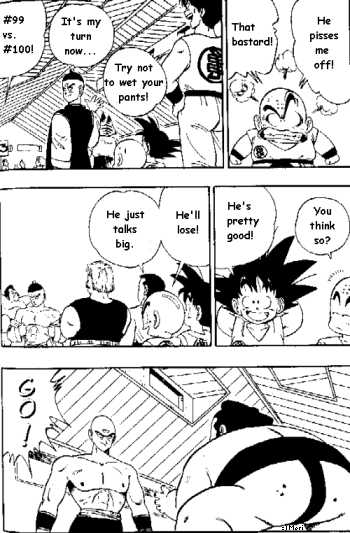 #99
vs.
#100!
It's my
turn
now...
Try not
to wet your
pants!
That
bastard!
He
pisses
me
off!
He just
talks
big.
He'll
lose!
He's
pretty
good!
You
think
so?
GO!